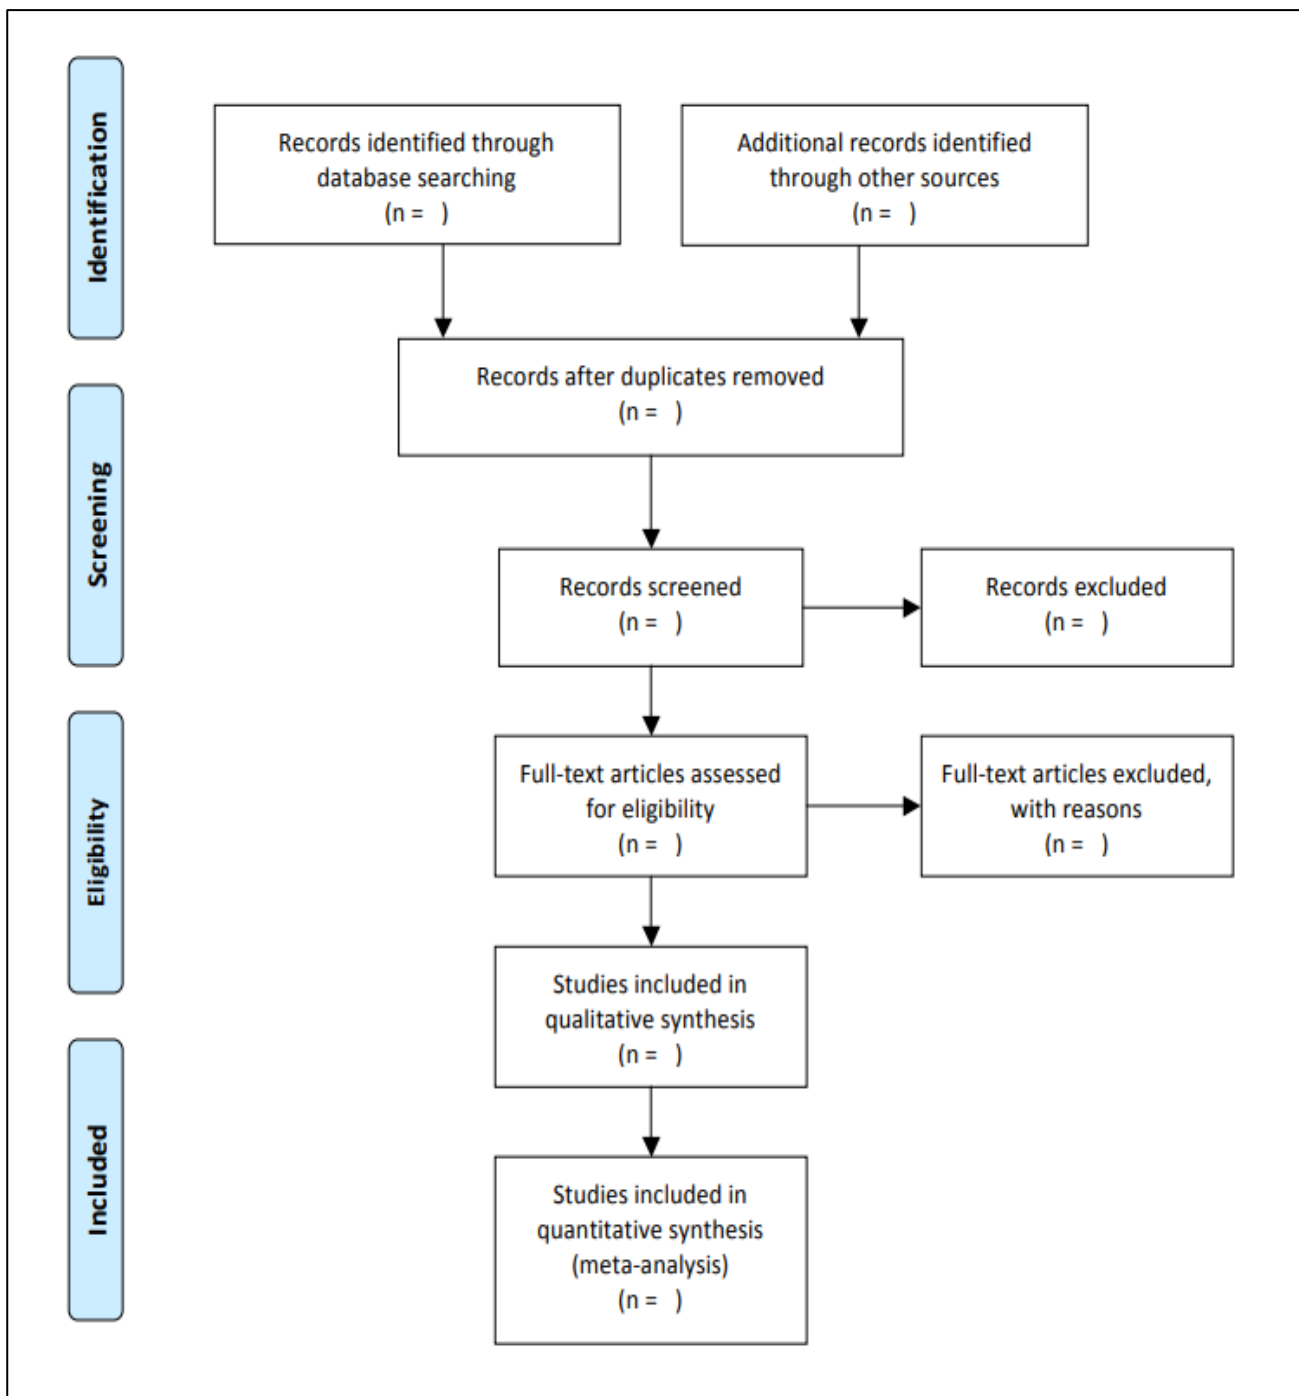 Identification
Records identified through
database searching
(n =   )
Additional records identified
through other sources
(n =   )
Records after duplicates removed
(n =   )
Screening
Records screened
(n =   )
Records excluded
(n =   )
Eligibility
Full-text articles assessed
for eligibility
(n =   )
Full-text articles excluded,
with reasons
(n =   )
Studies included in
qualitative synthesis
(n =   )
Included
Studies included in
quantitative synthesis
(meta-analysis)
(n =   )